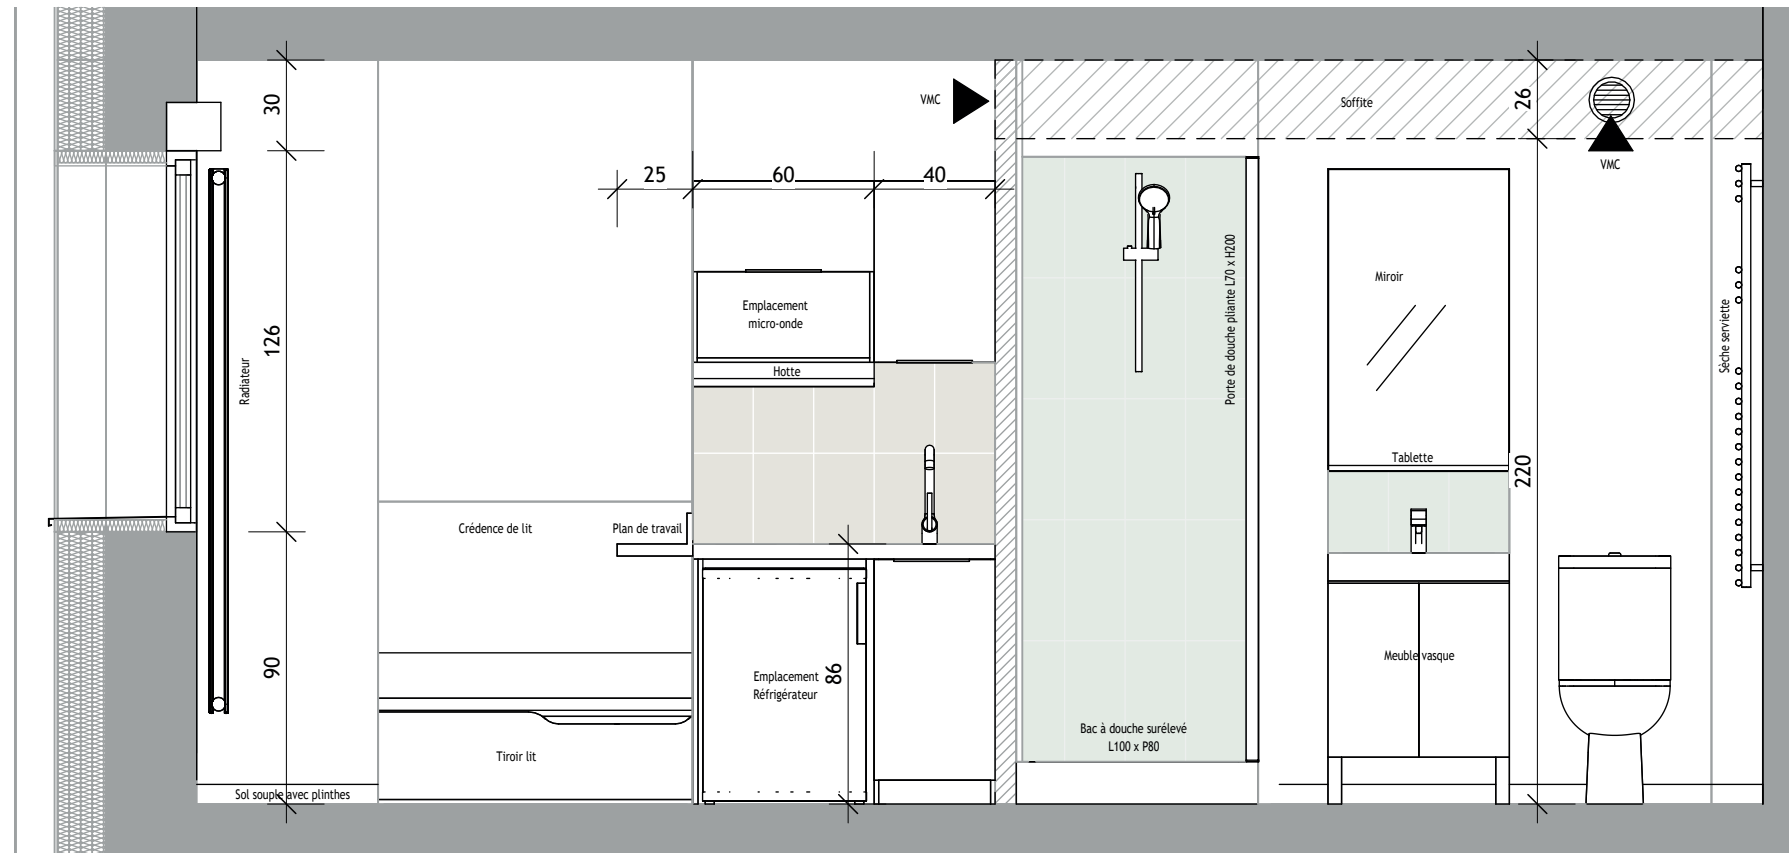 30
126
90
Radiateur
Sol souple avec plinthes
Crédence de lit
Tiroir lit
25
60
40
Emplacement
micro-onde
Hotte
Plan de travail
Emplacement
Réfrigérateur
86
VMC
Soffite
Porte de douche pliante L70 x H200
Bac à douche surélevé
L100 x P80
Miroir
Tablette
Meuble vasque
26
220
VMC
Sèche serviette